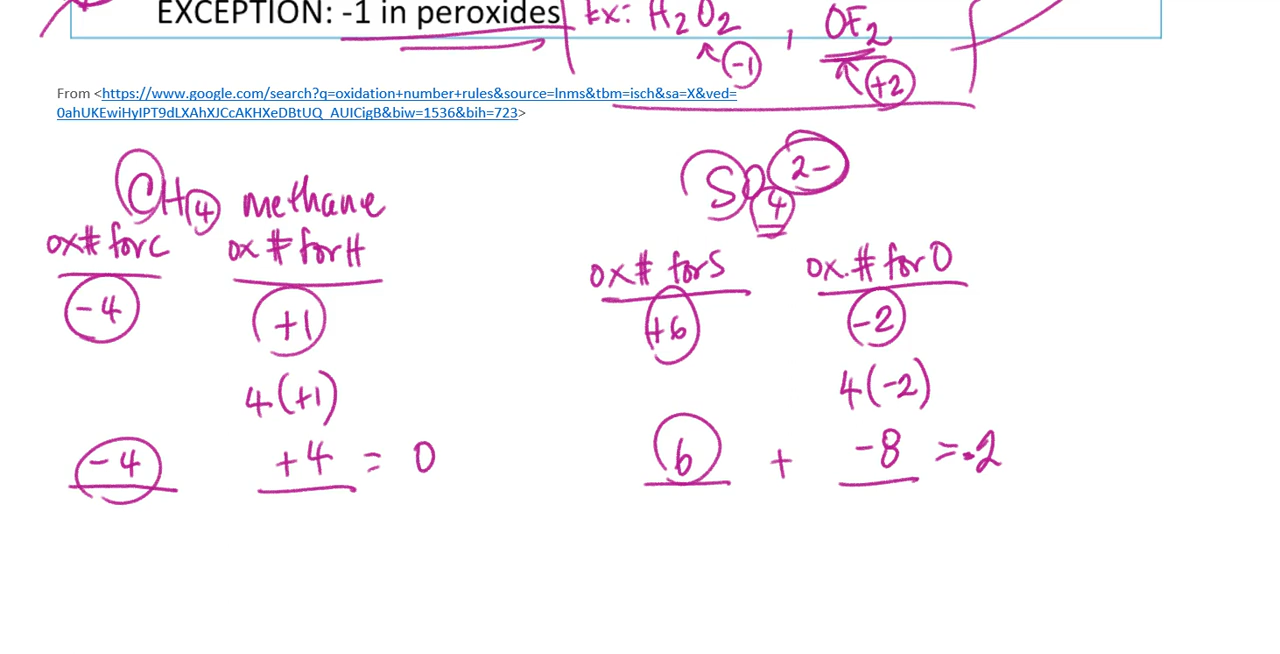 EXCEPTION: -1 in peroxides Ex: H2O2 , OF2
-1 +2
From <https://www.google.com/search?q=oxidation+number+rules&source=lnms&tbm=isch&sa=X&ved=
0ahUKEwiHyIPT9dLXAhXJCcAKHXeDBtUQ_AUICigB&biw=1536&bih=723>
CH4 methane
ox# for C ox # for H
-4 +1
4(+1)
-4 +4 = 0
SO4 2-
ox# for S ox.# for O
+6 -2
4(-2)
6 + -8 = -2